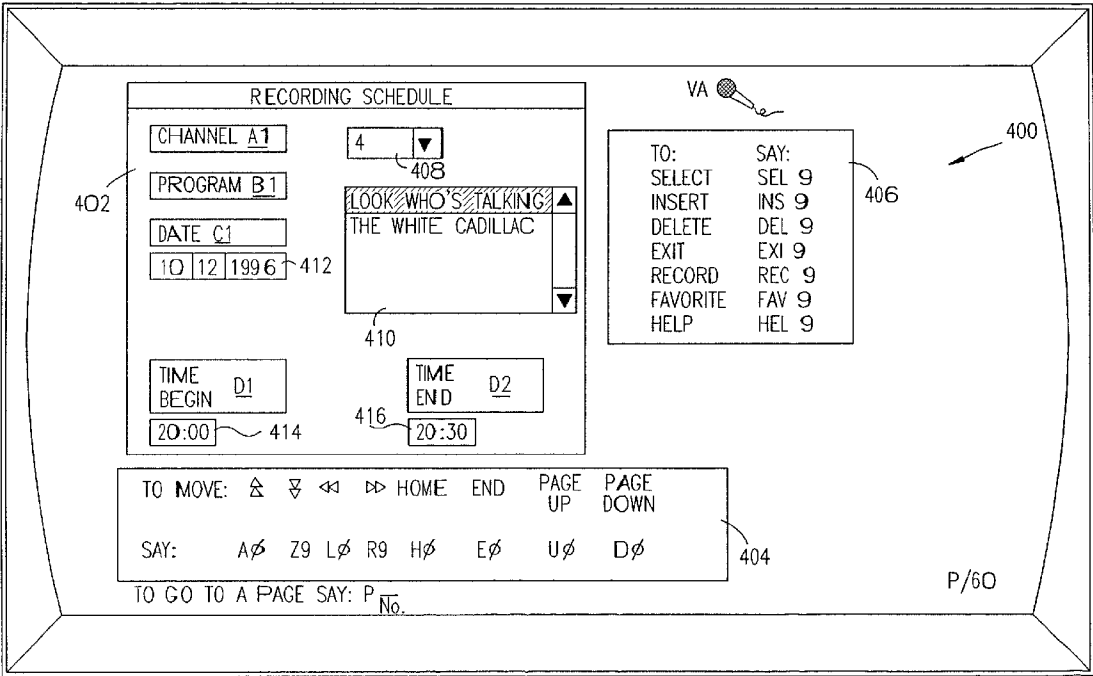 RECORDING SCHEDULE
CHANNEL A1
4 ▼
408
PROGRAM B1
LOOK WHO'S TALKING ▲
THE WHITE CADILLAC
▼
410
DATE C1
10 12 1996
412
402
TIME BEGIN D1
20:00
414
TIME END D2
416
20:30
VA
400
TO: SAY:
SELECT SEL 9
INSERT INS 9
DELETE DEL 9
EXIT EXI 9
RECORD REC 9
FAVORITE FAV 9
HELP HEL 9
406
TO MOVE: HOME END PAGE UP PAGE DOWN
SAY: AØ Z9 LØ R9 HØ EØ UØ DØ
404
TO GO TO A PAGE SAY: P No.
P/60